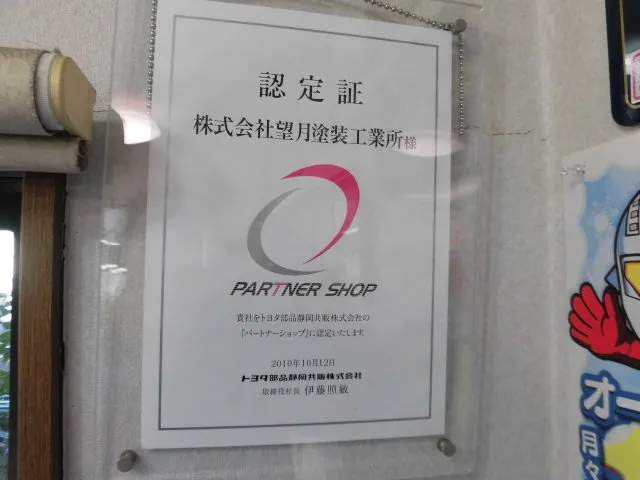 認定証
株式会社望月塗装工業所様
PARTNER SHOP
貴社をトヨタ部品静岡共販株式会社の
「パートナーショップ」に認定いたします
2010年10月12日
トヨタ部品静岡共販株式会社
取締役社長 伊藤照敏
オー
月々